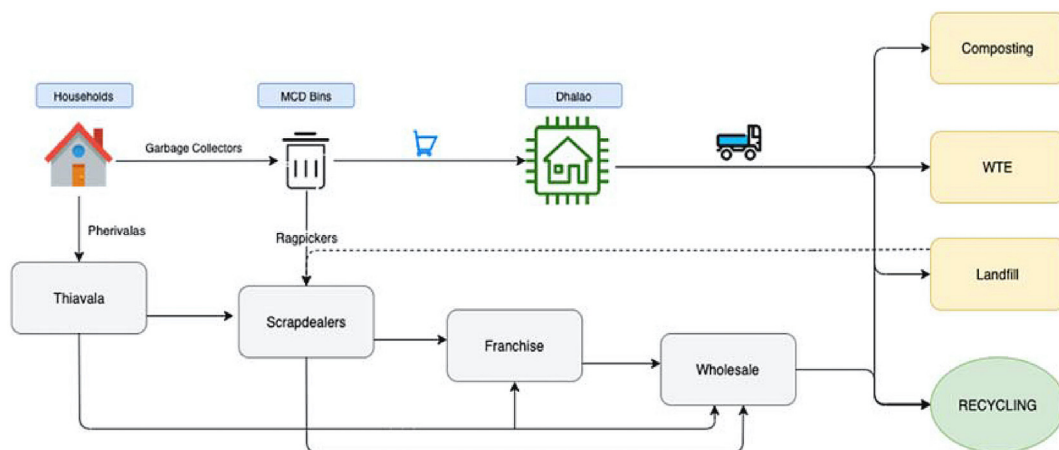 Composting
Households
MCD Bins
Dhalao
Garbage Collectors
WTE
Pherivalas
Ragpickers
Thiavala
Scrapdealers
Landfill
Franchise
Wholesale
RECYCLING